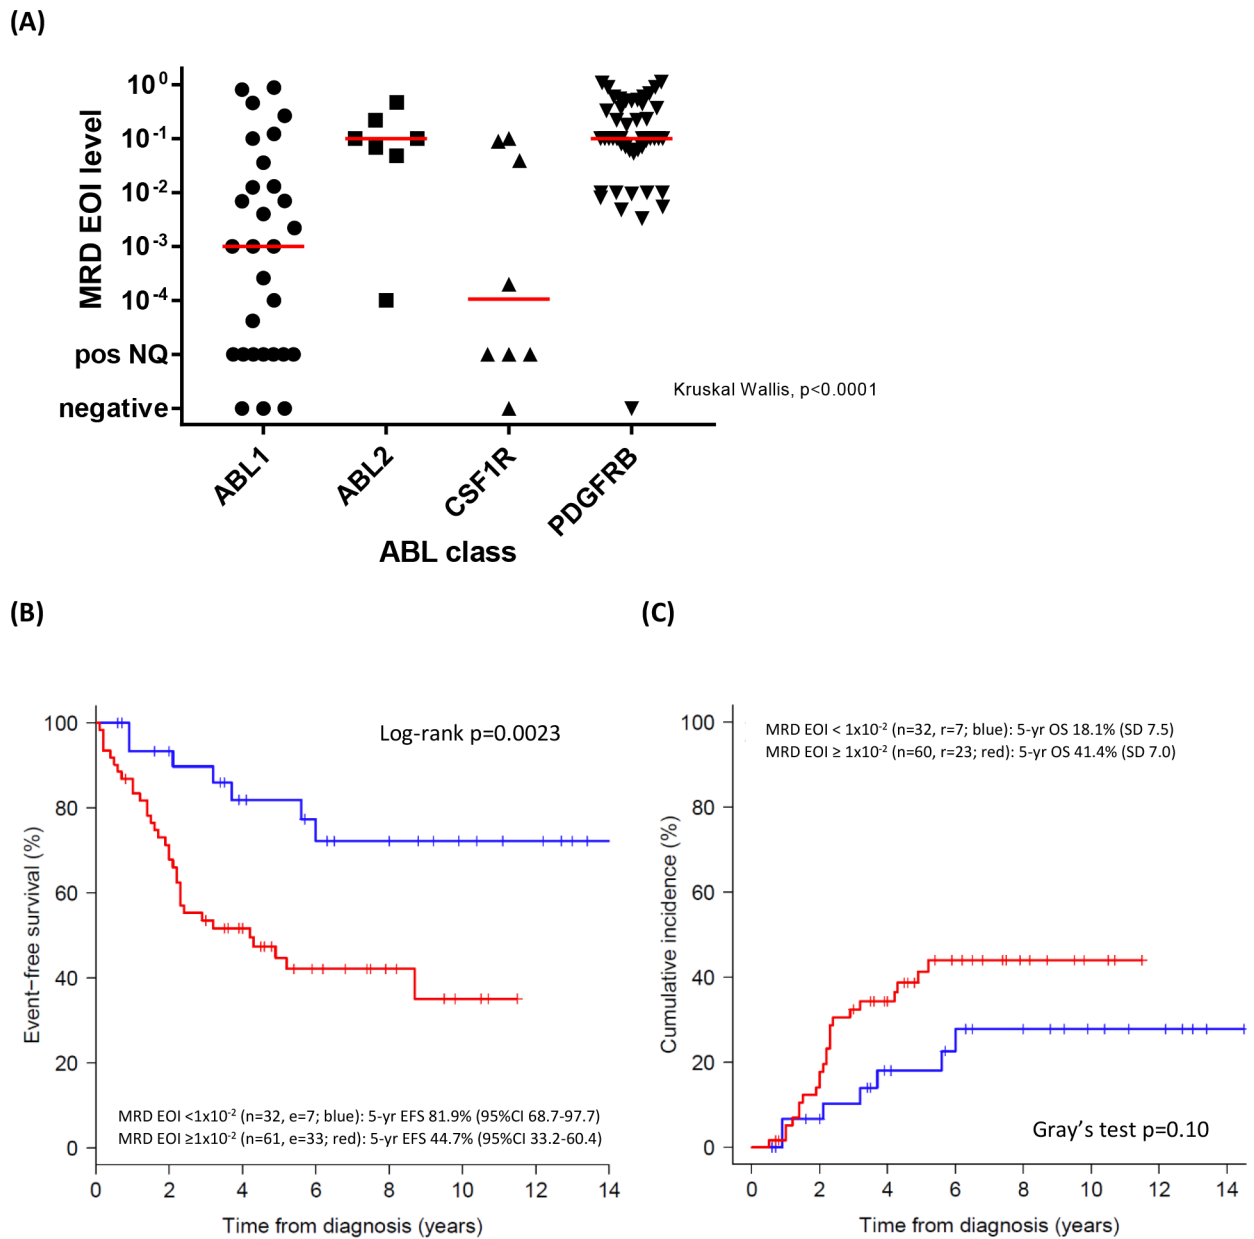 (A)
10⁰
10⁻¹
10⁻²
10⁻³
10⁻⁴
pos NQ
negative
MRD EOI level
Kruskal Wallis, p<0.0001
ABL1
ABL2
CSF1R
PDGFRB
ABL class
(B)
100
80
60
40
20
0
Event-free survival (%)
Log-rank p=0.0023
MRD EOI <1x10⁻² (n=32, e=7; blue): 5-yr EFS 81.9% (95%CI 68.7-97.7)
MRD EOI ≥1x10⁻² (n=61, e=33; red): 5-yr EFS 44.7% (95%CI 33.2-60.4)
0 2 4 6 8 10 12 14
Time from diagnosis (years)
(C)
100
80
60
40
20
0
Cumulative incidence (%)
MRD EOI < 1x10⁻² (n=32, r=7; blue): 5-yr OS 18.1% (SD 7.5)
MRD EOI ≥ 1x10⁻² (n=60, r=23; red): 5-yr OS 41.4% (SD 7.0)
Gray's test p=0.10
0 2 4 6 8 10 12 14
Time from diagnosis (years)